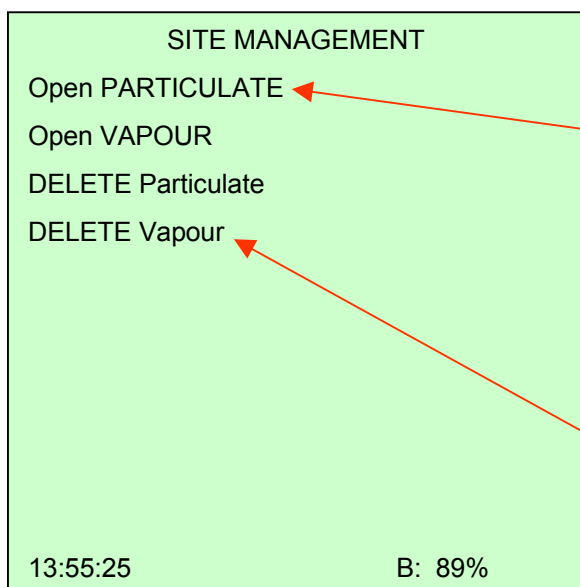 SITE MANAGEMENT
Open PARTICULATE
Open VAPOUR
DELETE Particulate
DELETE Vapour
13:55:25 B: 89%